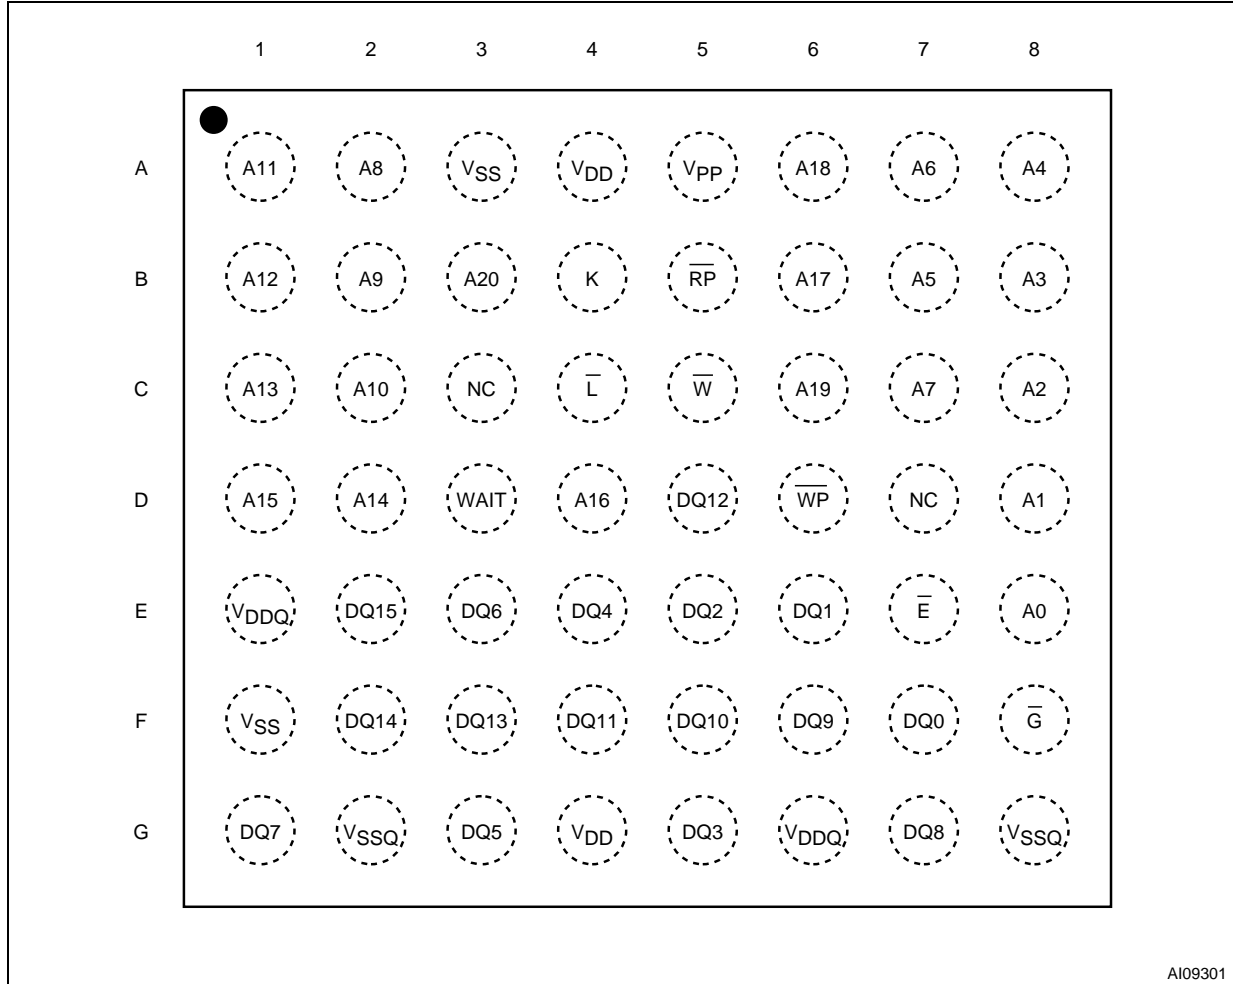 1 2 3 4 5 6 7 8
A A11 A8 VSS VDD VPP A18 A6 A4
B A12 A9 A20 K R̅P̅ A17 A5 A3
C A13 A10 NC L̅ W̅ A19 A7 A2
D A15 A14 WAIT A16 DQ12 W̅P̅ NC A1
E VDDQ DQ15 DQ6 DQ4 DQ2 DQ1 E̅ A0
F VSS DQ14 DQ13 DQ11 DQ10 DQ9 DQ0 G̅
G DQ7 VSSQ DQ5 VDD DQ3 VDDQ DQ8 VSSQ
AI09301